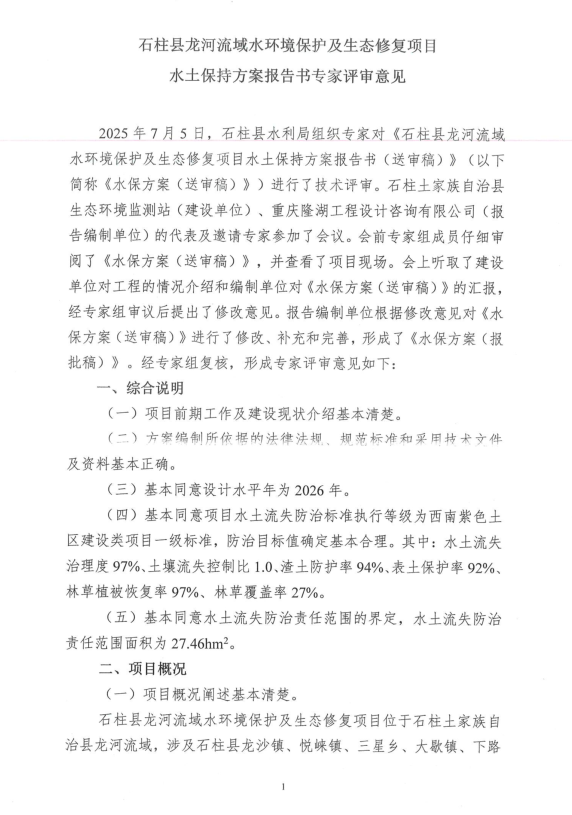 石柱县龙河流域水环境保护及生态修复项目
水土保持方案报告书专家评审意见
2025年7月5日，石柱县水利局组织专家对《石柱县龙河流域
水环境保护及生态修复项目水土保持方案报告书（送审稿）》（以下
简称《水保方案（送审稿）》）进行了技术评审。石柱土家族自治县
生态环境监测站（建设单位）、重庆隆湖工程设计咨询有限公司（报
告编制单位）的代表及邀请专家参加了会议。会前专家组成员仔细审
阅了《水保方案（送审稿）》，并查看了项目现场。会上听取了建设
单位对工程的情况介绍和编制单位对《水保方案（送审稿）》的汇报，
经专家组审议后提出了修改意见。报告编制单位根据修改意见对《水
保方案（送审稿）》进行了修改、补充和完善，形成了《水保方案（报
批稿）》。经专家组复核，形成专家评审意见如下：
一、综合说明
（一）项目前期工作及建设现状介绍基本清楚。
（二）方案编制所依据的法律法规、规范标准和采用技术文件
及资料基本正确。
（三）基本同意设计水平年为2026年。
（四）基本同意项目水土流失防治标准执行等级为西南紫色土
区建设类项目一级标准，防治目标值确定基本合理。其中：水土流失
治理度97%、土壤流失控制比1.0、渣土防护率94%、表土保护率92%、
林草植被恢复率97%、林草覆盖率27%。
（五）基本同意水土流失防治责任范围的界定，水土流失防治
责任范围面积为27.46hm²。
二、项目概况
（一）项目概况阐述基本清楚。
石柱县龙河流域水环境保护及生态修复项目位于石柱土家族自
治县龙河流域，涉及石柱县龙沙镇、悦崃镇、三星乡、大歇镇、下路
1